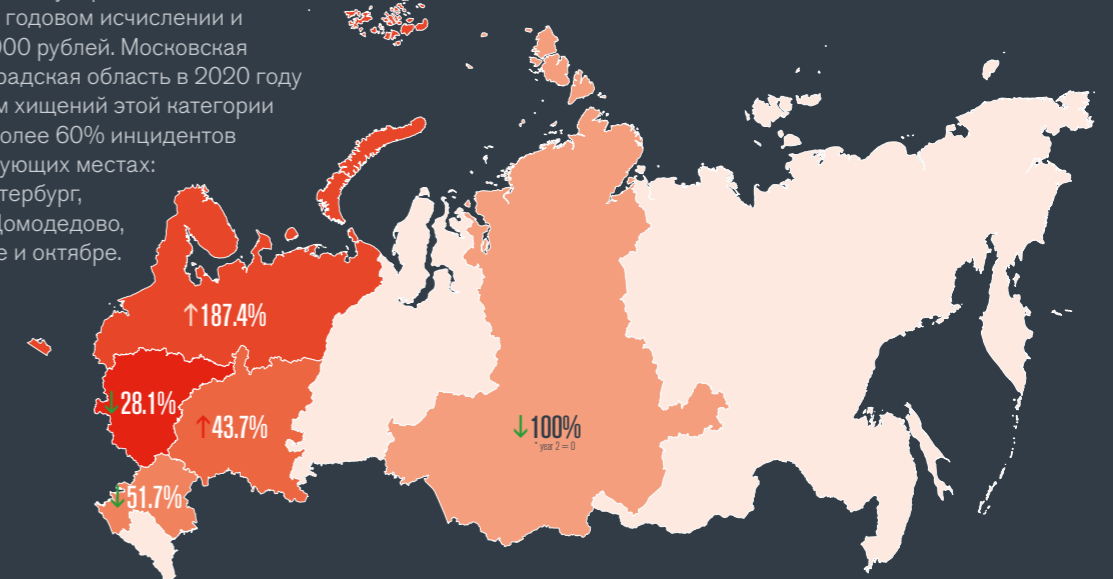 годовом исчислении и
000 рублей. Московская
радская область в 2020 году
м хищений этой категории
олее 60% инцидентов
ующих местах:
тербург,
Домодедово,
е и октябре.
↑187.4%
↓28.1%
↑43.7%
↓100%
* year 2 = 0
↓51.7%